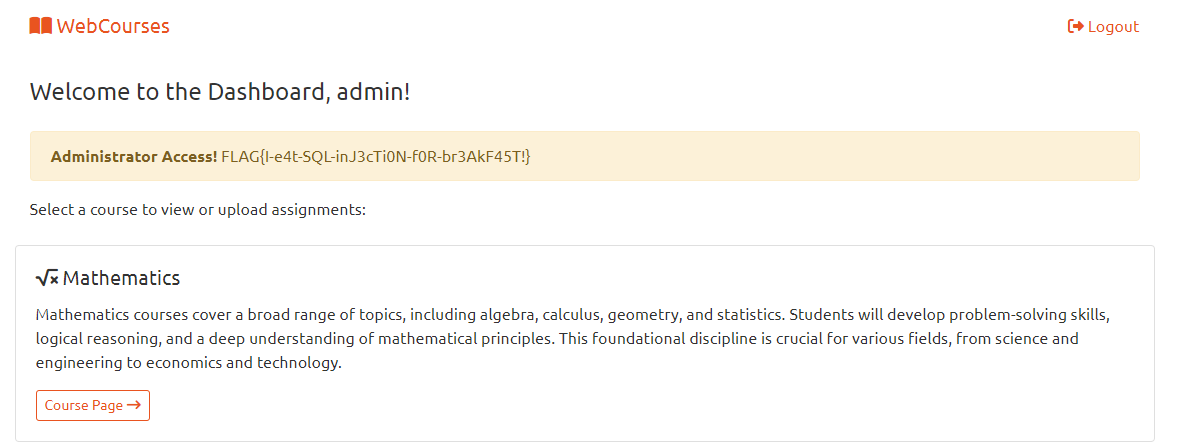 WebCourses
Logout
Welcome to the Dashboard, admin!
Administrator Access! FLAG{I-e4t-SQL-inJ3cTi0N-f0R-br3AkF45T!}
Select a course to view or upload assignments:
Mathematics
Mathematics courses cover a broad range of topics, including algebra, calculus, geometry, and statistics. Students will develop problem-solving skills,
logical reasoning, and a deep understanding of mathematical principles. This foundational discipline is crucial for various fields, from science and
engineering to economics and technology.
Course Page